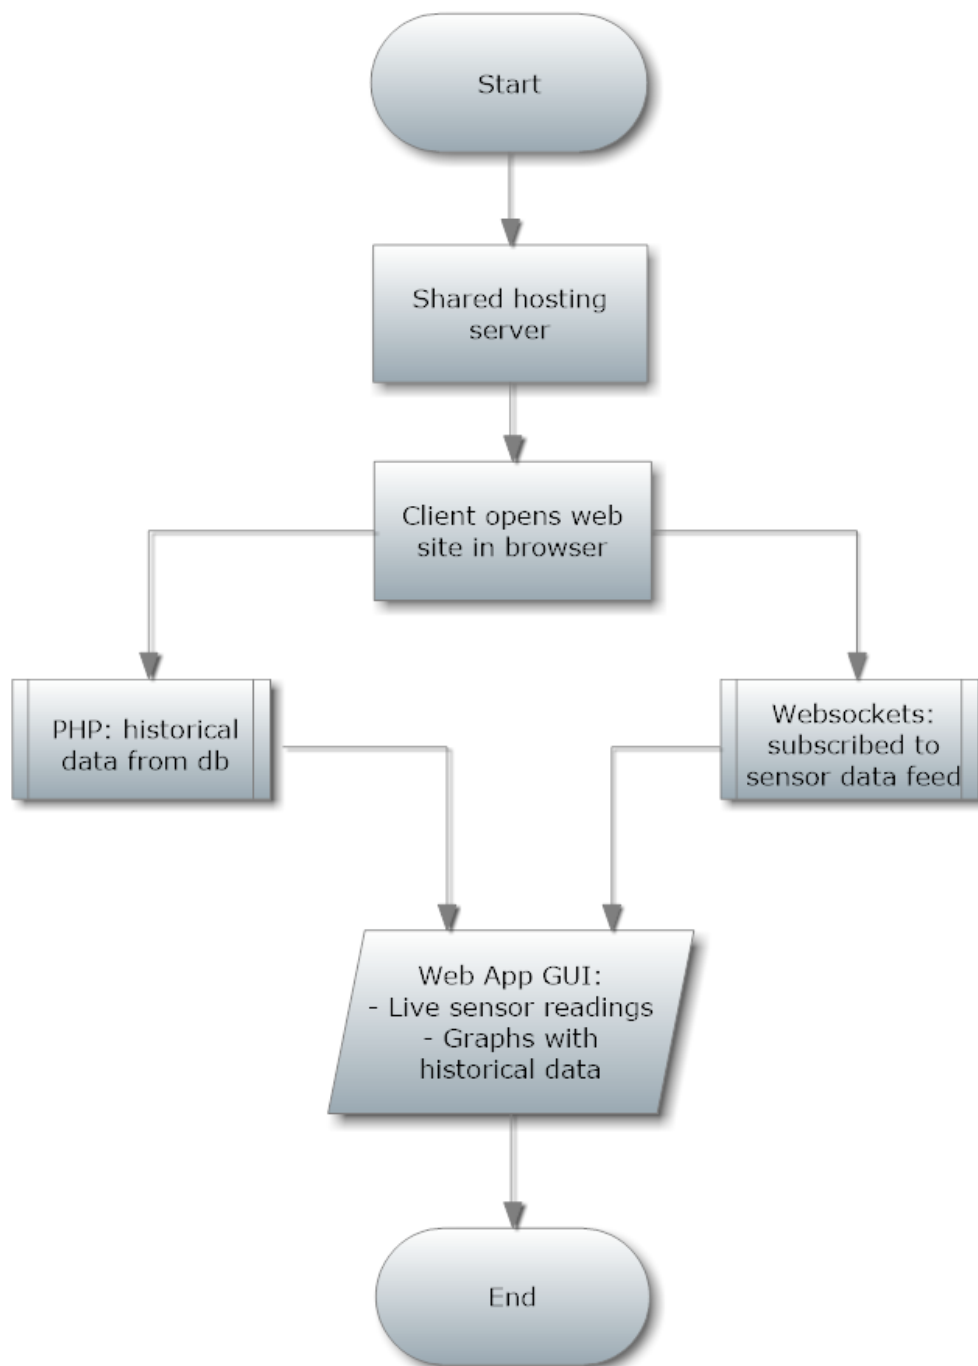 Start
Shared hosting
server
Client opens web
site in browser
PHP: historical
data from db
Websockets:
subscribed to
sensor data feed
Web App GUI:
- Live sensor readings
- Graphs with
historical data
End